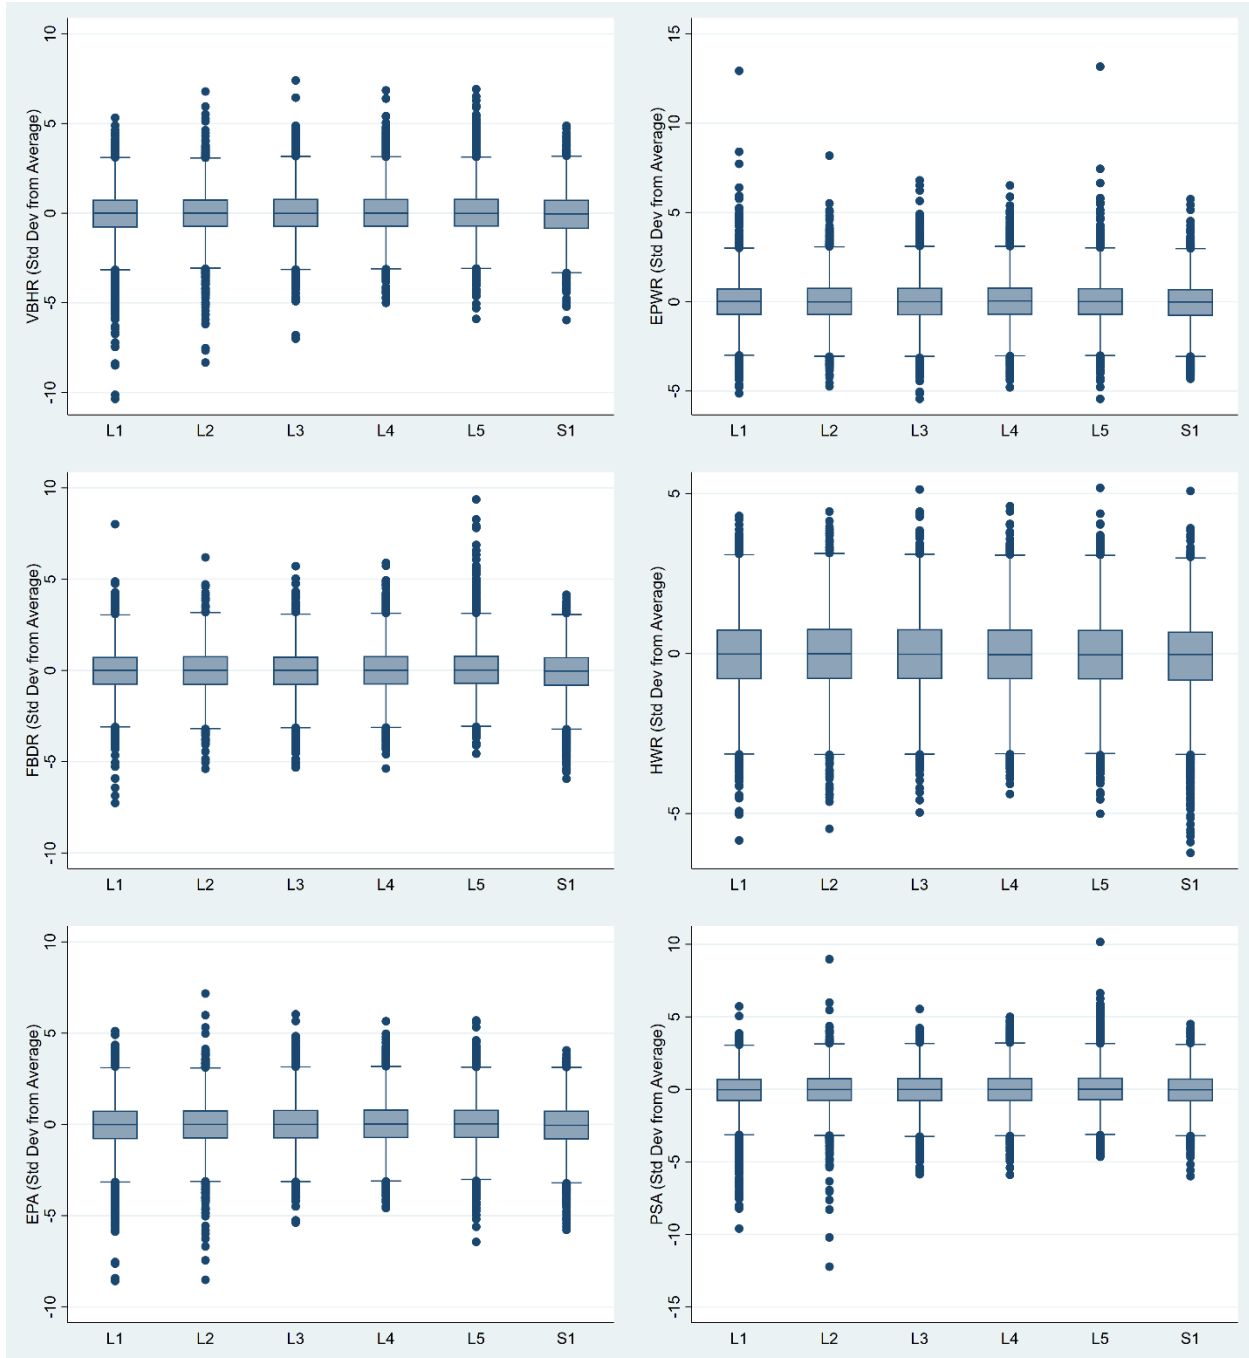 VBHR (Std Dev from Average)
10
5
0
-5
-10
L1 L2 L3 L4 L5 S1
EPWR (Std Dev from Average)
15
10
5
0
-5
L1 L2 L3 L4 L5 S1
FBDR (Std Dev from Average)
10
5
0
-5
-10
L1 L2 L3 L4 L5 S1
HWR (Std Dev from Average)
5
0
-5
L1 L2 L3 L4 L5 S1
EPA (Std Dev from Average)
10
5
0
-5
-10
L1 L2 L3 L4 L5 S1
PSA (Std Dev from Average)
10
5
0
-5
-10
-15
L1 L2 L3 L4 L5 S1